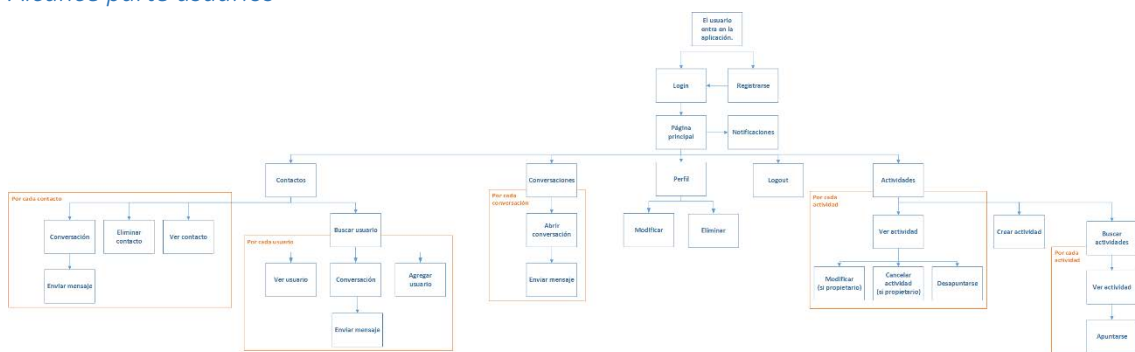 Alcance parte usuarios
El usuario
entra en la
aplicación.
Login
Registrarse
Página
principal
Notificaciones
Contactos
Conversaciones
Perfil
Logout
Actividades
Por cada contacto
Conversación
Eliminar
contacto
Ver contacto
Buscar usuario
Por cada usuario
Ver usuario
Conversación
Agregar
usuario
Enviar mensaje
Enviar mensaje
Por cada
conversación
Abrir
conversación
Enviar mensaje
Modificar
Eliminar
Por cada
actividad
Ver actividad
Crear actividad
Buscar
actividades
Modificar
(si propietario)
Canceler
actividad
(si propietario)
Desapuntarse
Por cada
actividad
Ver actividad
Apuntarse